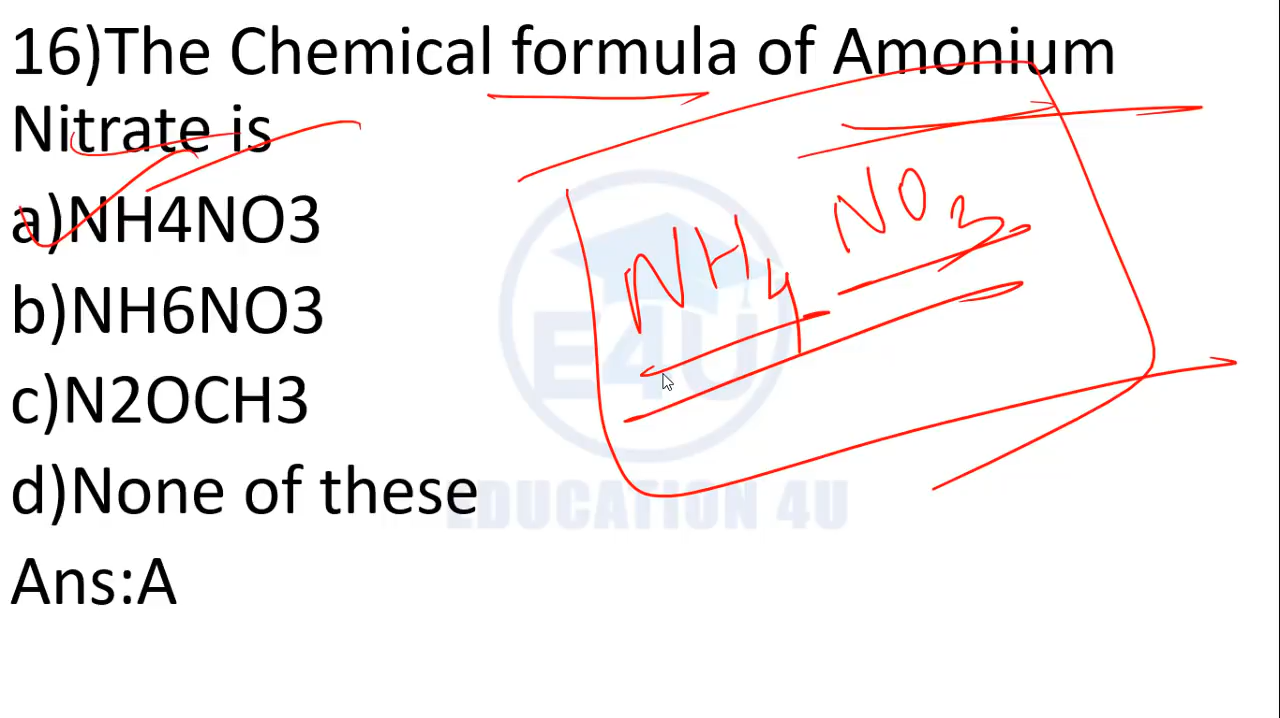 16)The Chemical formula of Amonium
Nitrate is
a)NH4NO3
NH4 NO3
b)NH6NO3
E4U
c)N2OCH3
d)None of these
EDUCATION 4U
Ans:A